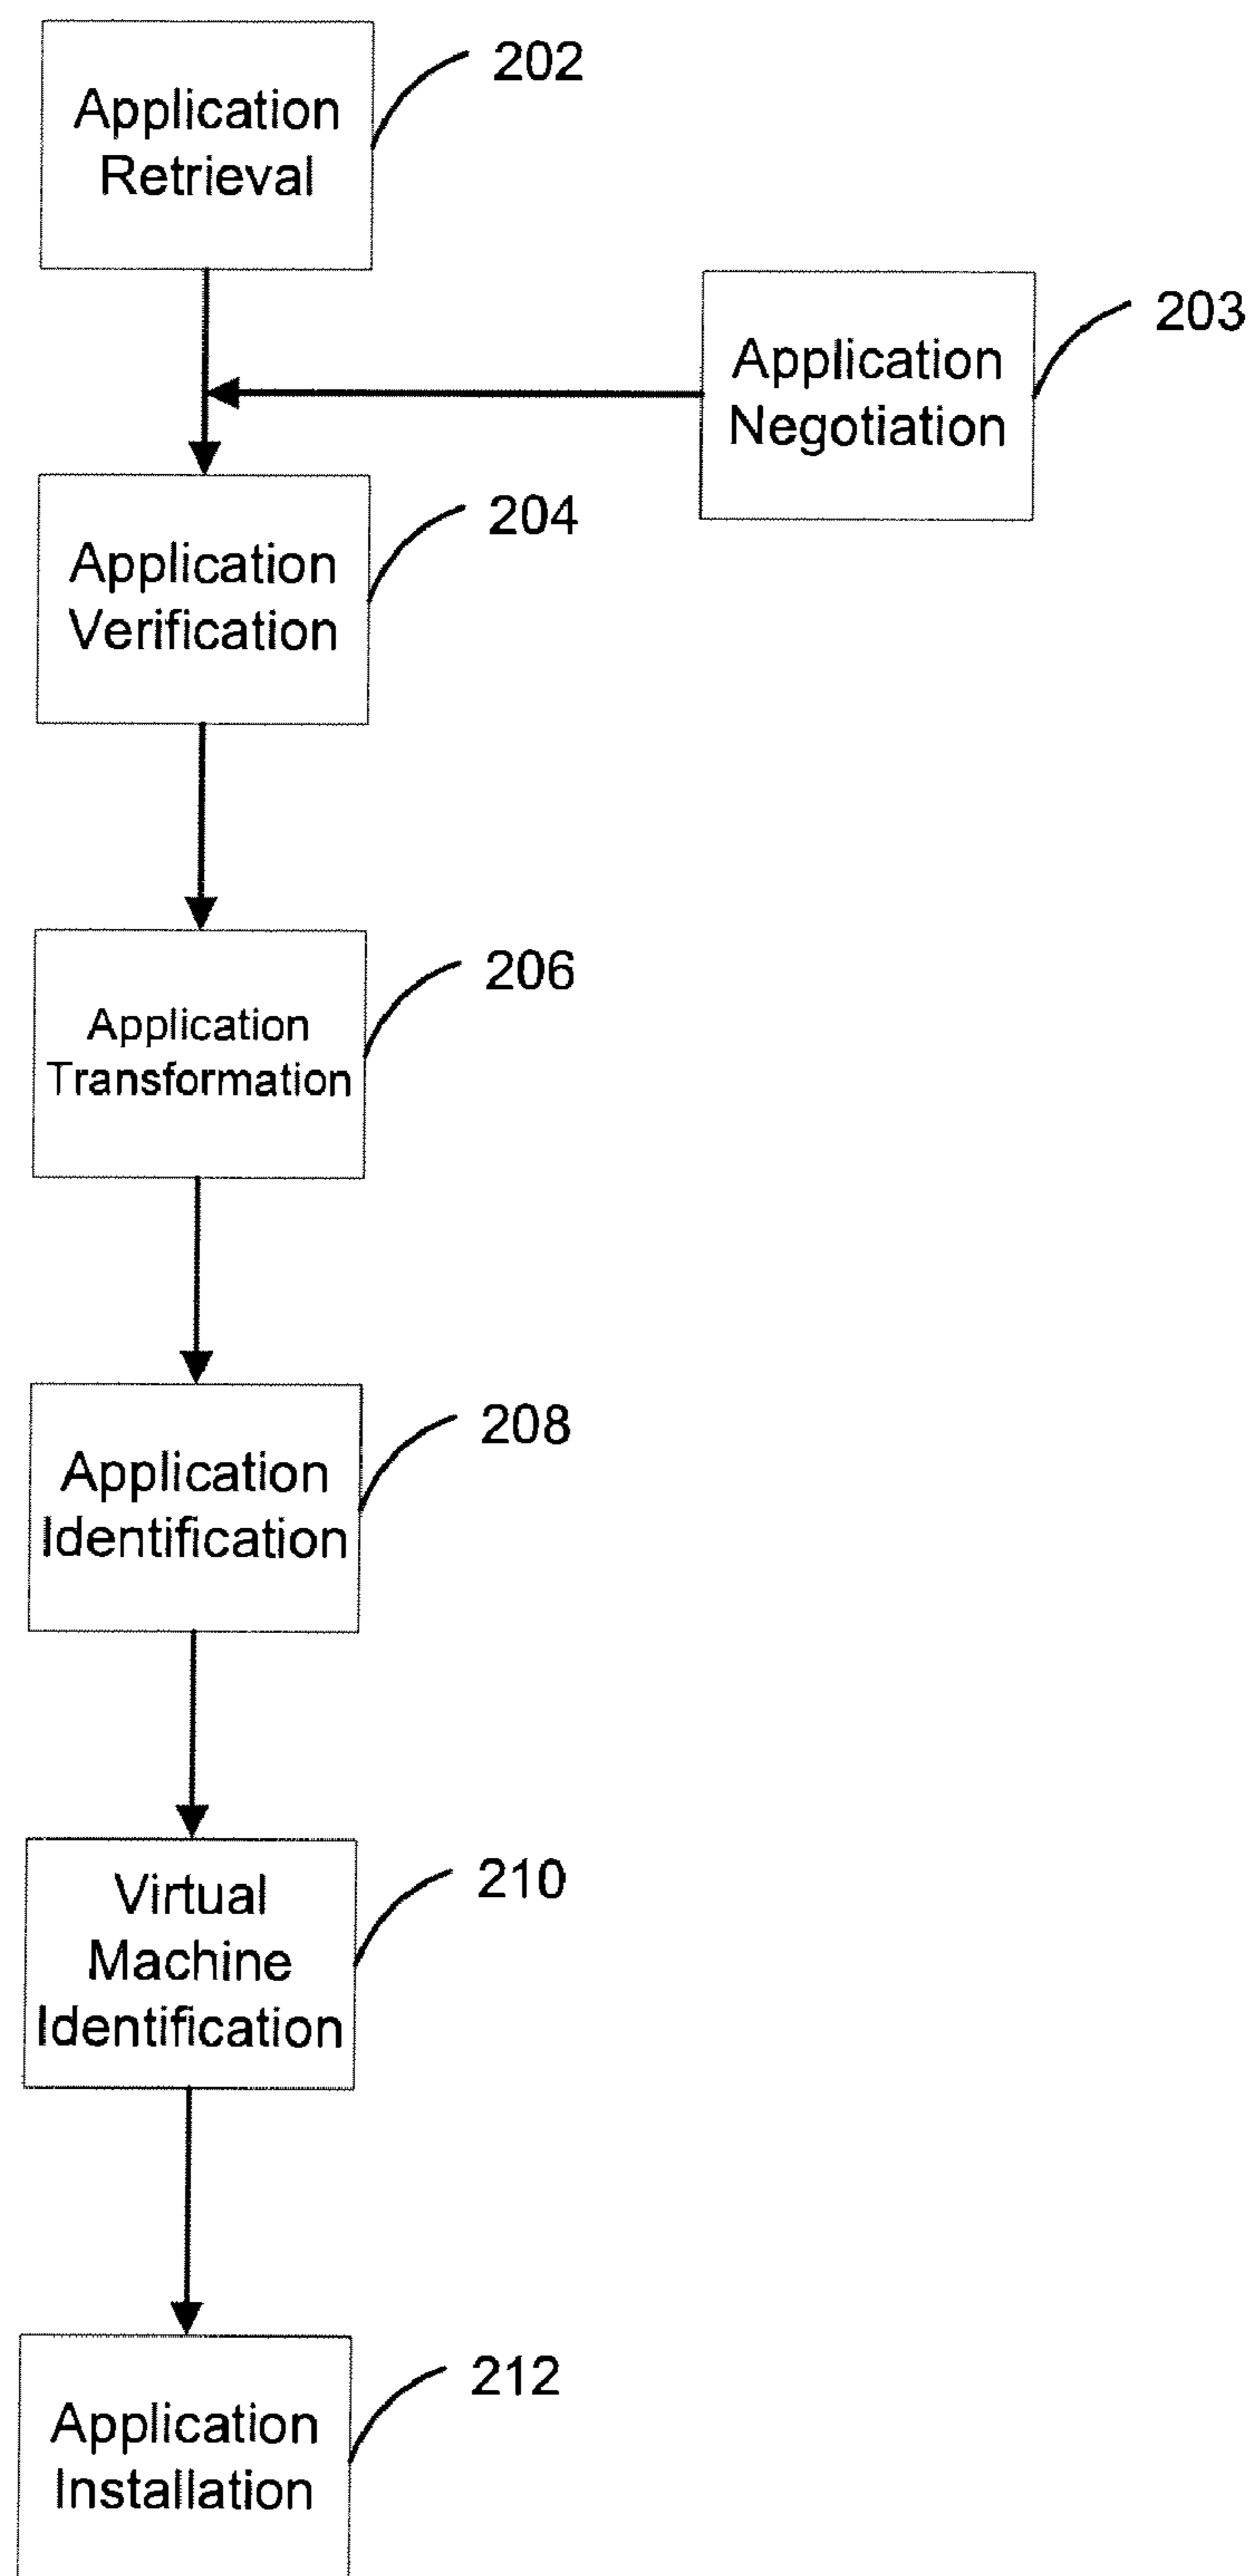 202
Application
Retrieval
203
Application
Negotiation
204
Application
Verification
206
Application
Transformation
208
Application
Identification
210
Virtual
Machine
Identification
212
Application
Installation